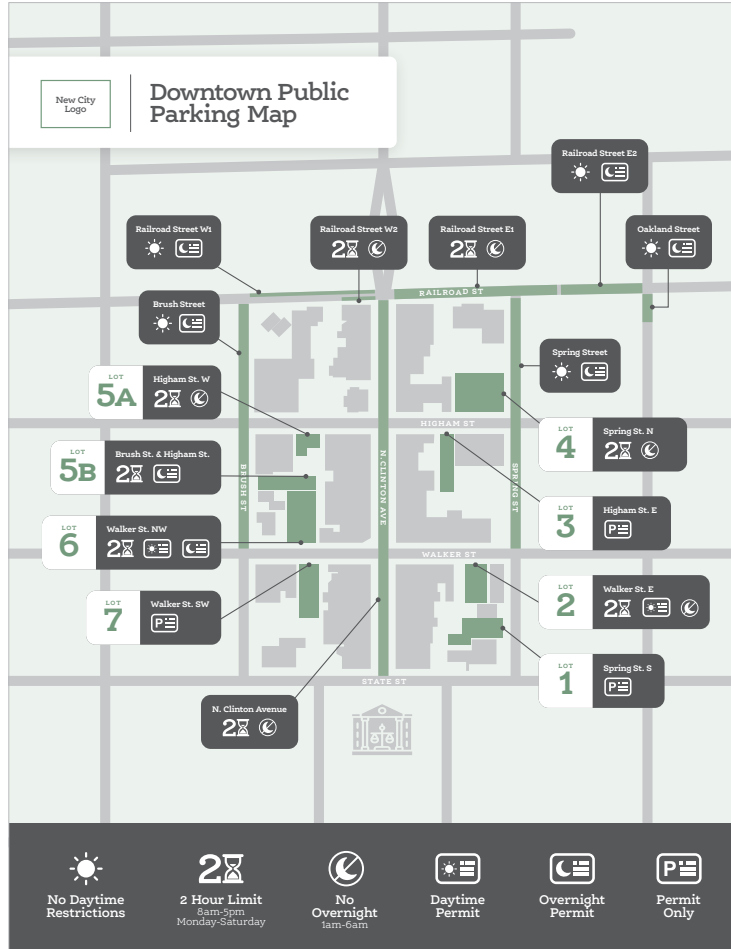 New City
Logo
Downtown Public
Parking Map
Railroad Street E2
Railroad Street W1
Railroad Street W2
2
Railroad Street E1
2
Oakland Street
RAILROAD ST
Brush Street
Spring Street
LOT
5A
Higham St. W
2
HIGHAM ST
LOT
4
Spring St. N
2
LOT
5B
Brush St. & Higham St.
2
BRUSH ST
N. CLINTON AVE
SPRING ST
LOT
3
Higham St. E
P
LOT
6
Walker St. NW
2
WALKER ST
LOT
2
Walker St. E
2
LOT
7
Walker St. SW
P
LOT
1
Spring St. S
P
STATE ST
N. Clinton Avenue
2
No Daytime
Restrictions
2
2 Hour Limit
8am-5pm
Monday-Saturday
No
Overnight
1am-6am
Daytime
Permit
Overnight
Permit
P
Permit
Only